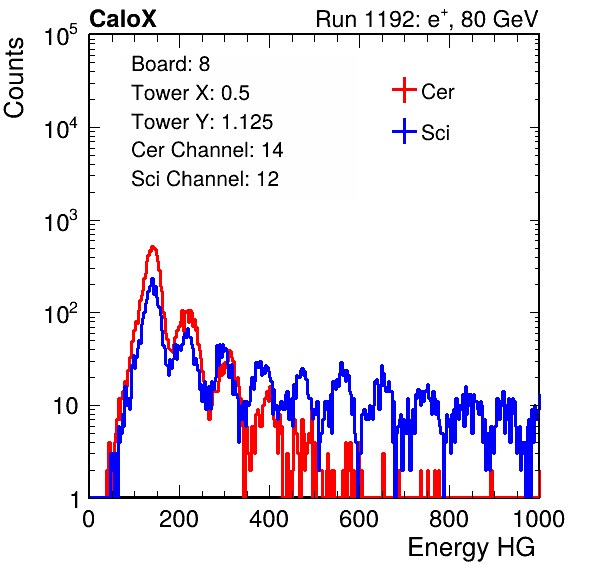 CaloX Run 1192: e⁺, 80 GeV
Counts
10⁵
10⁴
10³
10²
10
1
Board: 8
Tower X: 0.5
Tower Y: 1.125
Cer Channel: 14
Sci Channel: 12
Cer
Sci
0 200 400 600 800 1000
Energy HG